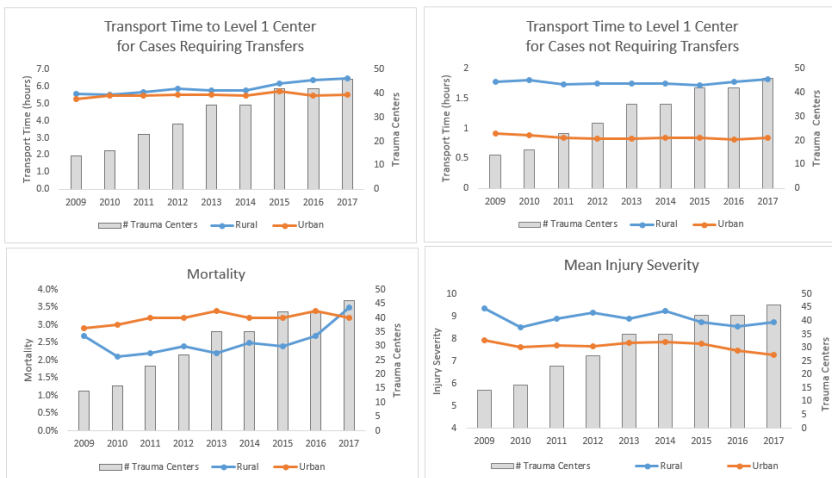 Transport Time to Level 1 Center
for Cases Requiring Transfers
Transport Time (hours)
7.0
6.0
5.0
4.0
3.0
2.0
1.0
0.0
50
40
30
20
10
0
Trauma Centers
2009 2010 2011 2012 2013 2014 2015 2016 2017
# Trauma Centers Rural Urban
Transport Time to Level 1 Center
for Cases not Requiring Transfers
Transport Time (hours)
2
1.5
1
0.5
0
50
40
30
20
10
0
Trauma Centers
2009 2010 2011 2012 2013 2014 2015 2016 2017
# Trauma Centers Rural Urban
Mortality
Mortality
4.0%
3.5%
3.0%
2.5%
2.0%
1.5%
1.0%
0.5%
0.0%
50
45
40
35
30
25
20
15
10
5
0
Trauma Centers
2009 2010 2011 2012 2013 2014 2015 2016 2017
# Trauma Centers Rural Urban
Mean Injury Severity
Injury Severity
10
9
8
7
6
5
4
50
45
40
35
30
25
20
15
10
5
0
Trauma Centers
2009 2010 2011 2012 2013 2014 2015 2016 2017
# Trauma Centers Rural Urban